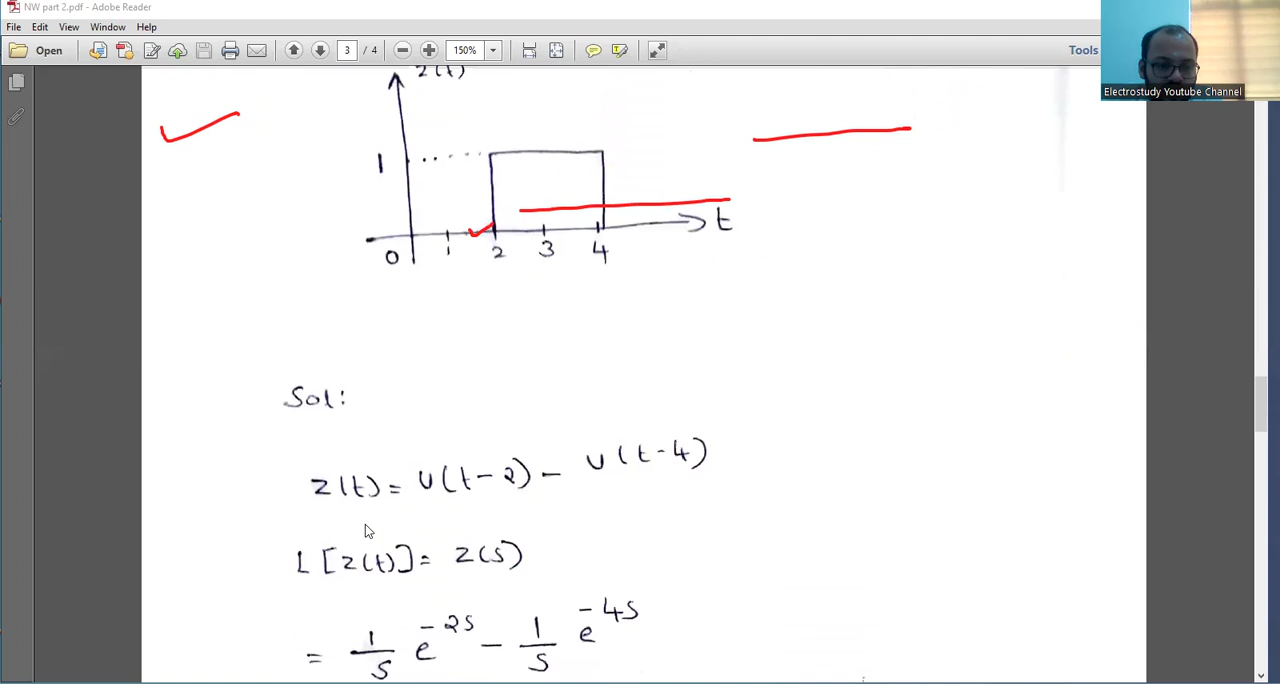 NW part 2.pdf - Adobe Reader
File Edit View Window Help
Open 3 / 4 150% Tools
Electrostudy Youtube Channel
z(t)
1
0 1 2 3 4 t
Sol:
z(t) = u(t-2) - u(t-4)
L[z(t)] = z(s)
= 1/s e^-2s - 1/s e^-4s